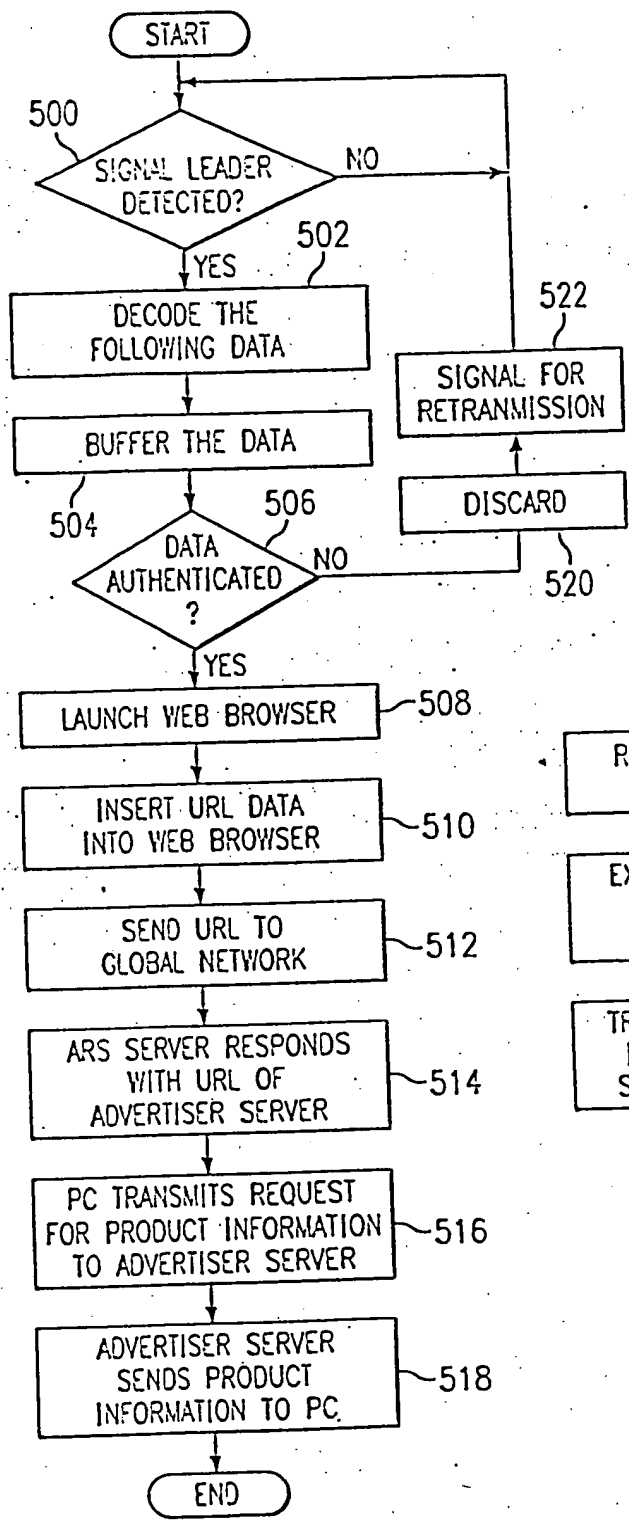 START
500
SIGNAL LEADER
DETECTED?
NO
YES
502
DECODE THE
FOLLOWING DATA
522
SIGNAL FOR
RETRANMISSION
BUFFER THE DATA
504
506
DISCARD
520
DATA
AUTHENTICATED
?
NO
YES
LAUNCH WEB BROWSER
508
INSERT URL DATA
INTO WEB BROWSER
510
SEND URL TO
GLOBAL NETWORK
512
ARS SERVER RESPONDS
WITH URL OF
ADVERTISER SERVER
514
PC TRANSMITS REQUEST
FOR PRODUCT INFORMATION
TO ADVERTISER SERVER
516
ADVERTISER SERVER
SENDS PRODUCT
INFORMATION TO PC.
518
END
R
EX
TR
S